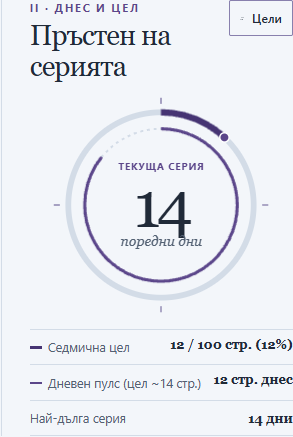 II · ДНЕС И ЦЕЛ
Цели
Пръстен на
серията
ТЕКУЩА СЕРИЯ
14
поредни дни
Седмична цел 12 / 100 стр. (12%)
Дневен пулс (цел ~14 стр.) 12 стр. днес
Най-дълга серия 14 дни